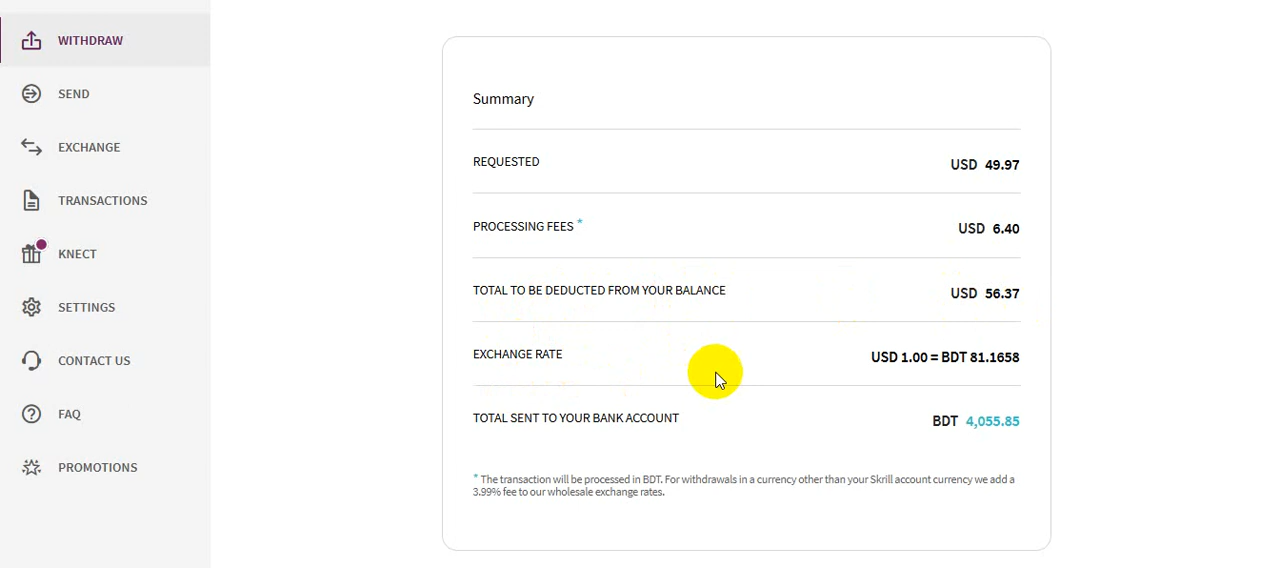 WITHDRAW
SEND
EXCHANGE
TRANSACTIONS
KNECT
SETTINGS
CONTACT US
FAQ
PROMOTIONS
Summary
REQUESTED USD 49.97
PROCESSING FEES * USD 6.40
TOTAL TO BE DEDUCTED FROM YOUR BALANCE USD 56.37
EXCHANGE RATE USD 1.00 = BDT 81.1658
TOTAL SENT TO YOUR BANK ACCOUNT BDT 4,055.85
* The transaction will be processed in BDT. For withdrawals in a currency other than your Skrill account currency we add a
3.99% fee to our wholesale exchange rates.